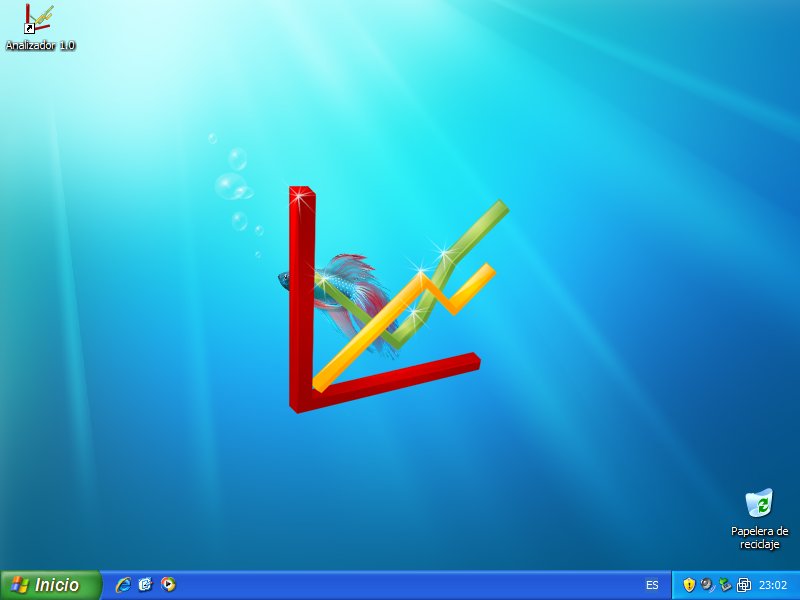 Analizador 1.0
Papelera de
reciclaje
Inicio
ES
23:02